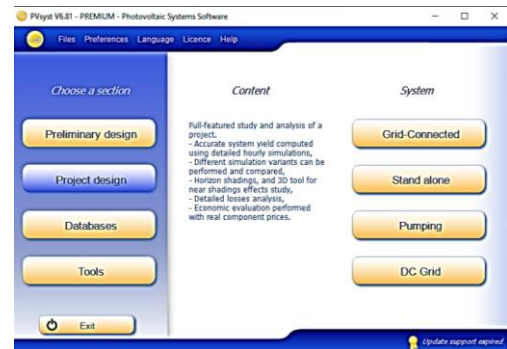 PVsyst V6.81 - PREMIUM - Photovoltaic Systems Software
Files Preferences Language Licence Help
Choose a section
Preliminary design
Project design
Databases
Tools
Exit
Content
Full-featured study and analysis of a
project.
- Accurate system yield computed
using detailed hourly simulations,
- Different simulation variants can be
performed and compared,
- Horizon shadings, and 3D tool for
near shadings effects study,
- Detailed losses analysis,
- Economic evaluation performed
with real component prices.
System
Grid-Connected
Stand alone
Pumping
DC Grid
Update support expired